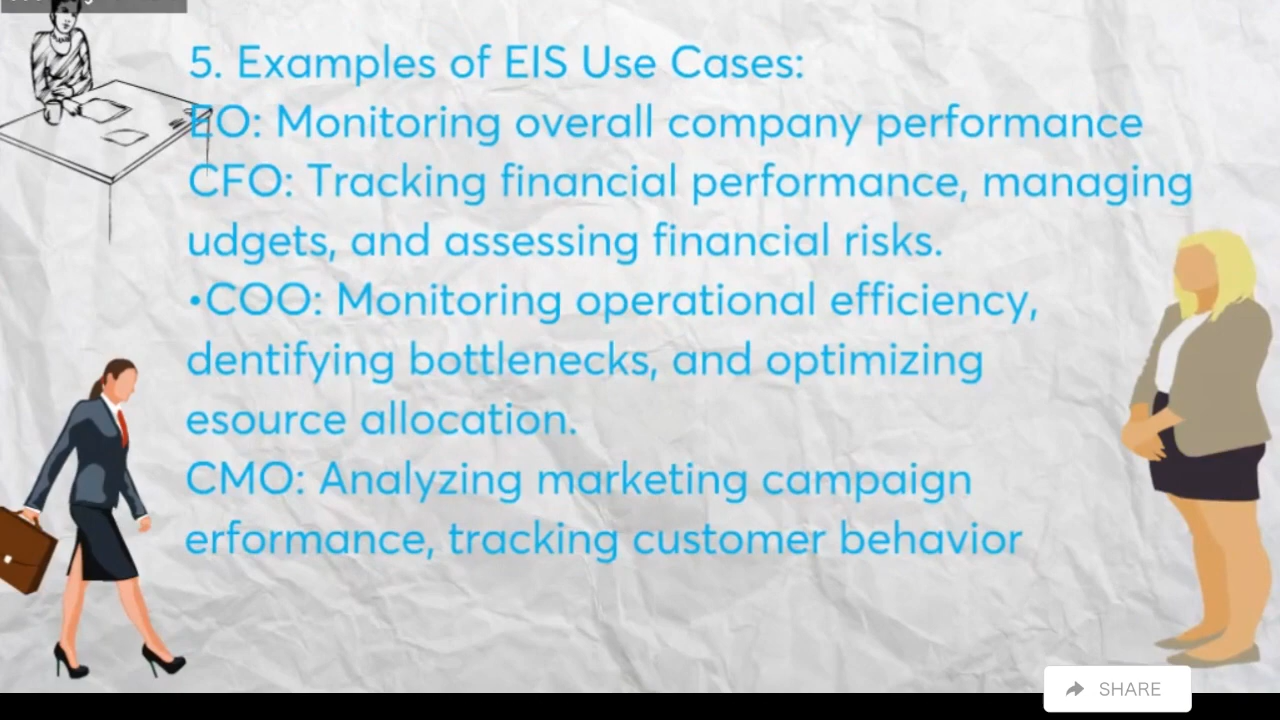 5. Examples of EIS Use Cases:
EO: Monitoring overall company performance
CFO: Tracking financial performance, managing
udgets, and assessing financial risks.
•COO: Monitoring operational efficiency,
dentifying bottlenecks, and optimizing
esource allocation.
CMO: Analyzing marketing campaign
erformance, tracking customer behavior
SHARE